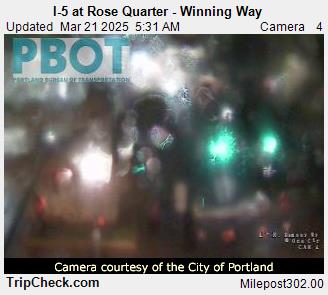 I-5 at Rose Quarter - Winning Way
Updated  Mar 21 2025  5:31 AM    Camera    4
PBOT
PORTLAND BUREAU OF TRANSPORTATION
Camera courtesy of the City of Portland
TripCheck.com    Milepost302.00